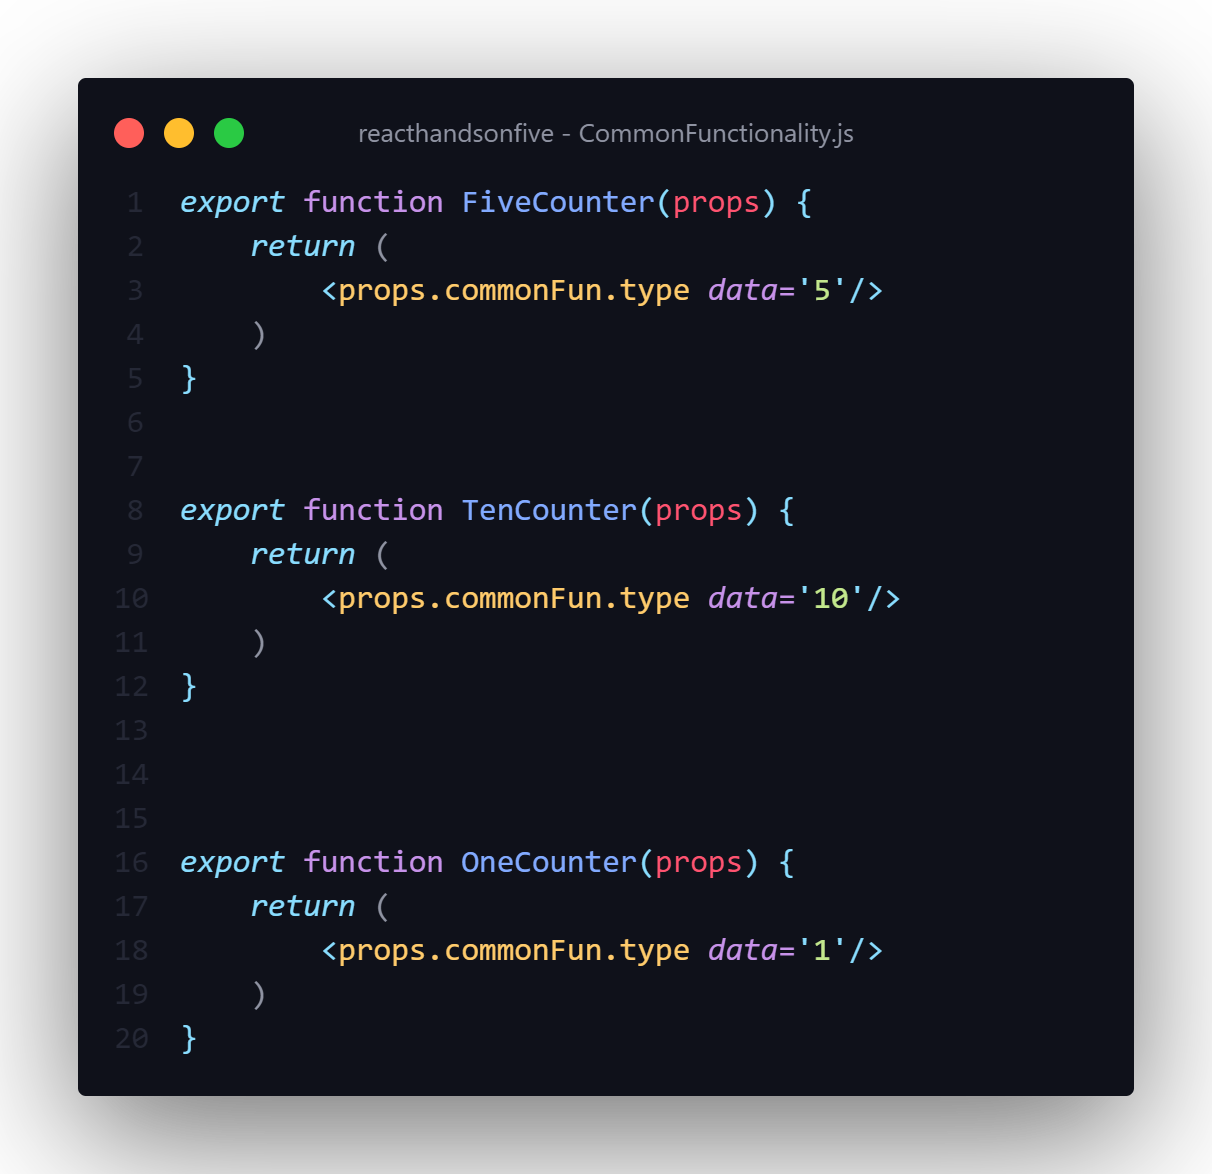 reacthandsonfive - CommonFunctionality.js
1 export function FiveCounter(props) {
2     return (
3         <props.commonFun.type data='5'/>
4     )
5 }
6
7
8 export function TenCounter(props) {
9     return (
10         <props.commonFun.type data='10'/>
11     )
12 }
13
14
15
16 export function OneCounter(props) {
17     return (
18         <props.commonFun.type data='1'/>
19     )
20 }